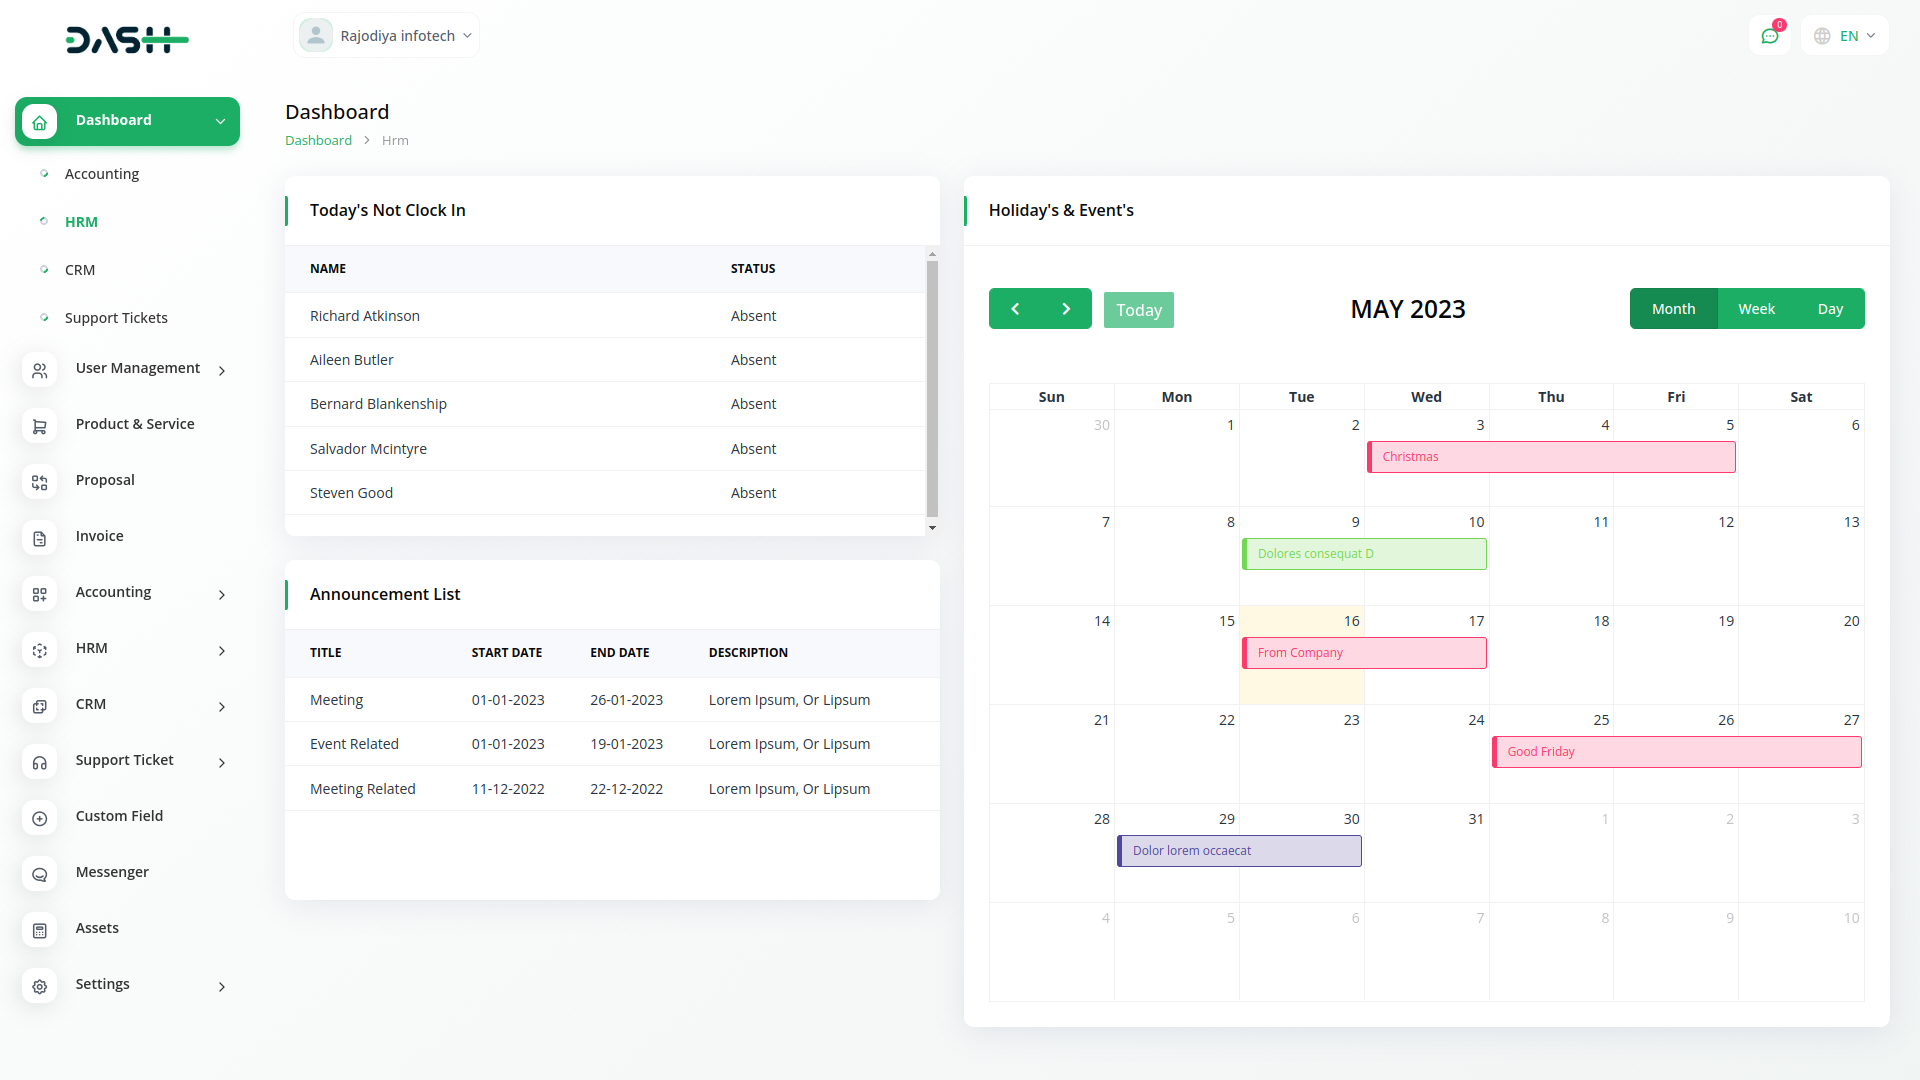 DASH
Rajodiya infotech
0
EN
Dashboard
Accounting
HRM
CRM
Support Tickets
User Management
Product & Service
Proposal
Invoice
Accounting
HRM
CRM
Support Ticket
Custom Field
Messenger
Assets
Settings
Dashboard
Dashboard > Hrm
Today's Not Clock In
NAME STATUS
Richard Atkinson Absent
Aileen Butler Absent
Bernard Blankenship Absent
Salvador Mcintyre Absent
Steven Good Absent
Announcement List
TITLE START DATE END DATE DESCRIPTION
Meeting 01-01-2023 26-01-2023 Lorem Ipsum, Or Lipsum
Event Related 01-01-2023 19-01-2023 Lorem Ipsum, Or Lipsum
Meeting Related 11-12-2022 22-12-2022 Lorem Ipsum, Or Lipsum
Holiday's & Event's
Today MAY 2023 Month Week Day
Sun Mon Tue Wed Thu Fri Sat
30 1 2 3 4 5 6
Christmas
7 8 9 10 11 12 13
Dolores consequat D
14 15 16 17 18 19 20
From Company
21 22 23 24 25 26 27
Good Friday
28 29 30 31 1 2 3
Dolor lorem occaecat
4 5 6 7 8 9 10